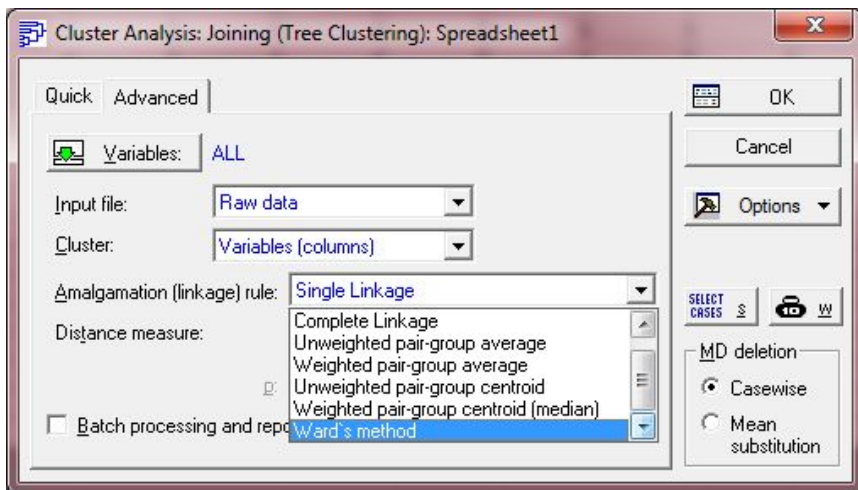 Cluster Analysis: Joining (Tree Clustering): Spreadsheet1
Quick Advanced
Variables: ALL
Input file: Raw data
Cluster: Variables (columns)
Amalgamation (linkage) rule: Single Linkage
Distance measure:
Complete Linkage
Unweighted pair-group average
Weighted pair-group average
Unweighted pair-group centroid
Weighted pair-group centroid (median)
Ward`s method
p:
Batch processing and repo
OK
Cancel
Options
SELECT
CASES S
W
MD deletion
Casewise
Mean
substitution